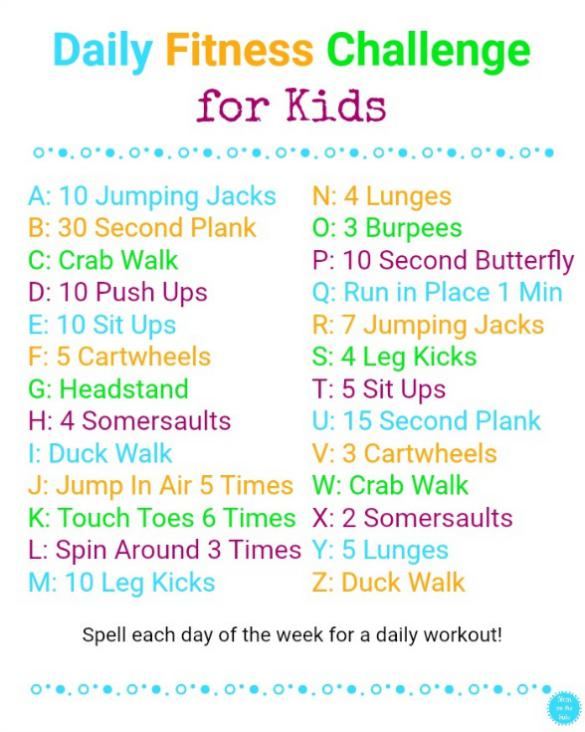 Daily Fitness Challenge
for Kids
A: 10 Jumping Jacks
B: 30 Second Plank
C: Crab Walk
D: 10 Push Ups
E: 10 Sit Ups
F: 5 Cartwheels
G: Headstand
H: 4 Somersaults
I: Duck Walk
J: Jump In Air 5 Times
K: Touch Toes 6 Times
L: Spin Around 3 Times
M: 10 Leg Kicks
N: 4 Lunges
O: 3 Burpees
P: 10 Second Butterfly
Q: Run in Place 1 Min
R: 7 Jumping Jacks
S: 4 Leg Kicks
T: 5 Sit Ups
U: 15 Second Plank
V: 3 Cartwheels
W: Crab Walk
X: 2 Somersaults
Y: 5 Lunges
Z: Duck Walk
Spell each day of the week for a daily workout!